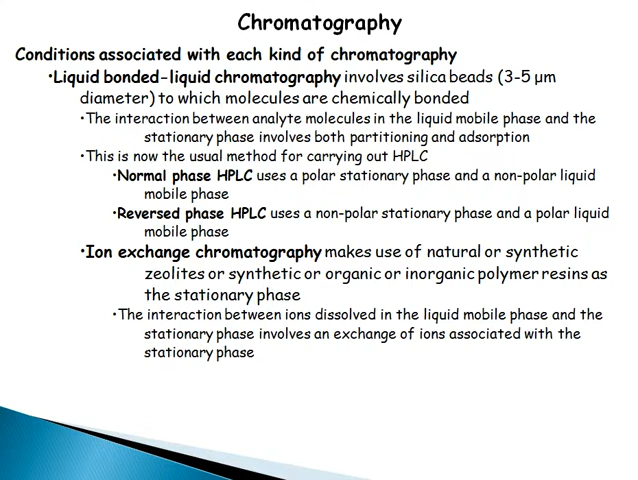 Chromatography
Conditions associated with each kind of chromatography
•Liquid bonded-liquid chromatography involves silica beads (3-5 µm
diameter) to which molecules are chemically bonded
•The interaction between analyte molecules in the liquid mobile phase and the
stationary phase involves both partitioning and adsorption
•This is now the usual method for carrying out HPLC
•Normal phase HPLC uses a polar stationary phase and a non-polar liquid
mobile phase
•Reversed phase HPLC uses a non-polar stationary phase and a polar liquid
mobile phase
•Ion exchange chromatography makes use of natural or synthetic
zeolites or synthetic or organic or inorganic polymer resins as
the stationary phase
•The interaction between ions dissolved in the liquid mobile phase and the
stationary phase involves an exchange of ions associated with the
stationary phase